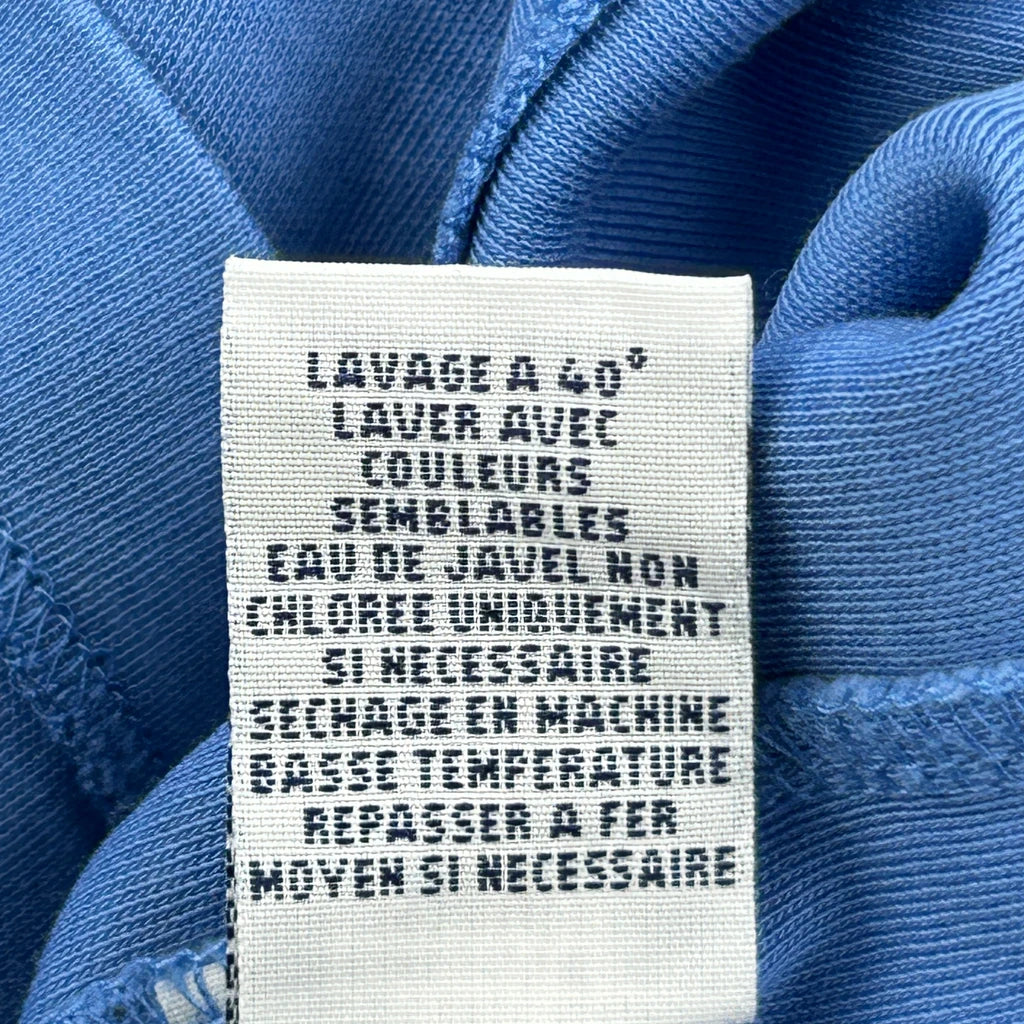 LAVAGE A 40°
LAVER AVEC
COULEURS
SEMBLABLES
EAU DE JAVEL NON
CHLOREE UNIQUEMENT
SI NECESSAIRE
SECHAGE EN MACHINE
BASSE TEMPERATURE
REPASSER A FER
MOYEN SI NECESSAIRE